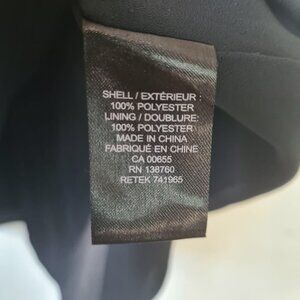 SHELL / EXTÉRIEUR :
100% POLYESTER
LINING / DOUBLURE:
100% POLYESTER
MADE IN CHINA
FABRIQUÉ EN CHINE
CA 00655
RN 138760
RETEK 741965